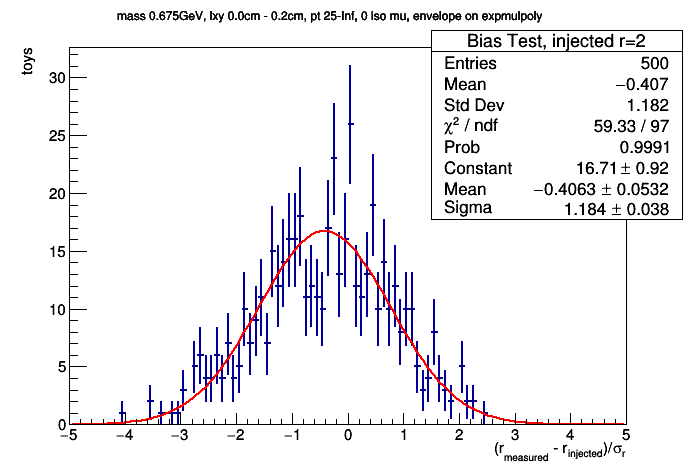 mass 0.675GeV, lxy 0.0cm - 0.2cm, pt 25-Inf, 0 iso mu, envelope on expmulpoly
Bias Test, injected r=2
Entries 500
Mean −0.407
Std Dev 1.182
χ² / ndf 59.33 / 97
Prob 0.9991
Constant 16.71 ± 0.92
Mean −0.4063 ± 0.0532
Sigma 1.184 ± 0.038
toys
30
25
20
15
10
5
0
−5 −4 −3 −2 −1 0 1 2 3 4 5
(r_measured - r_injected)/σ_r